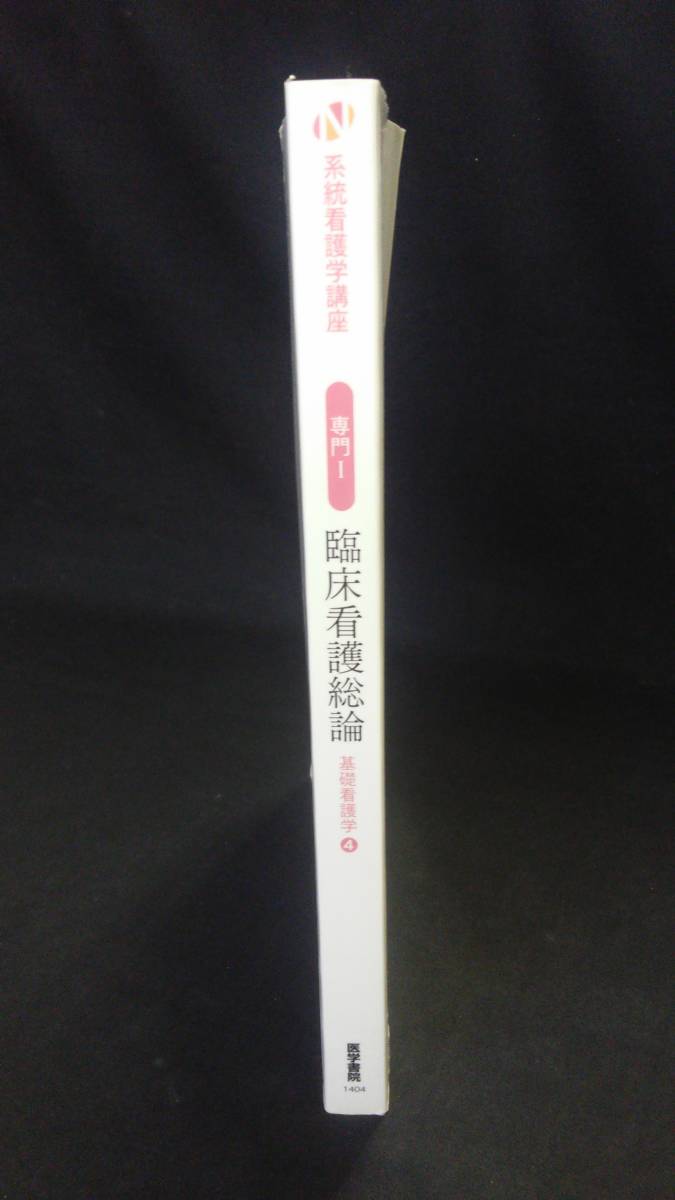 N
系統看護学講座
専門I
臨床看護総論
基礎看護学4
医学書院
1404